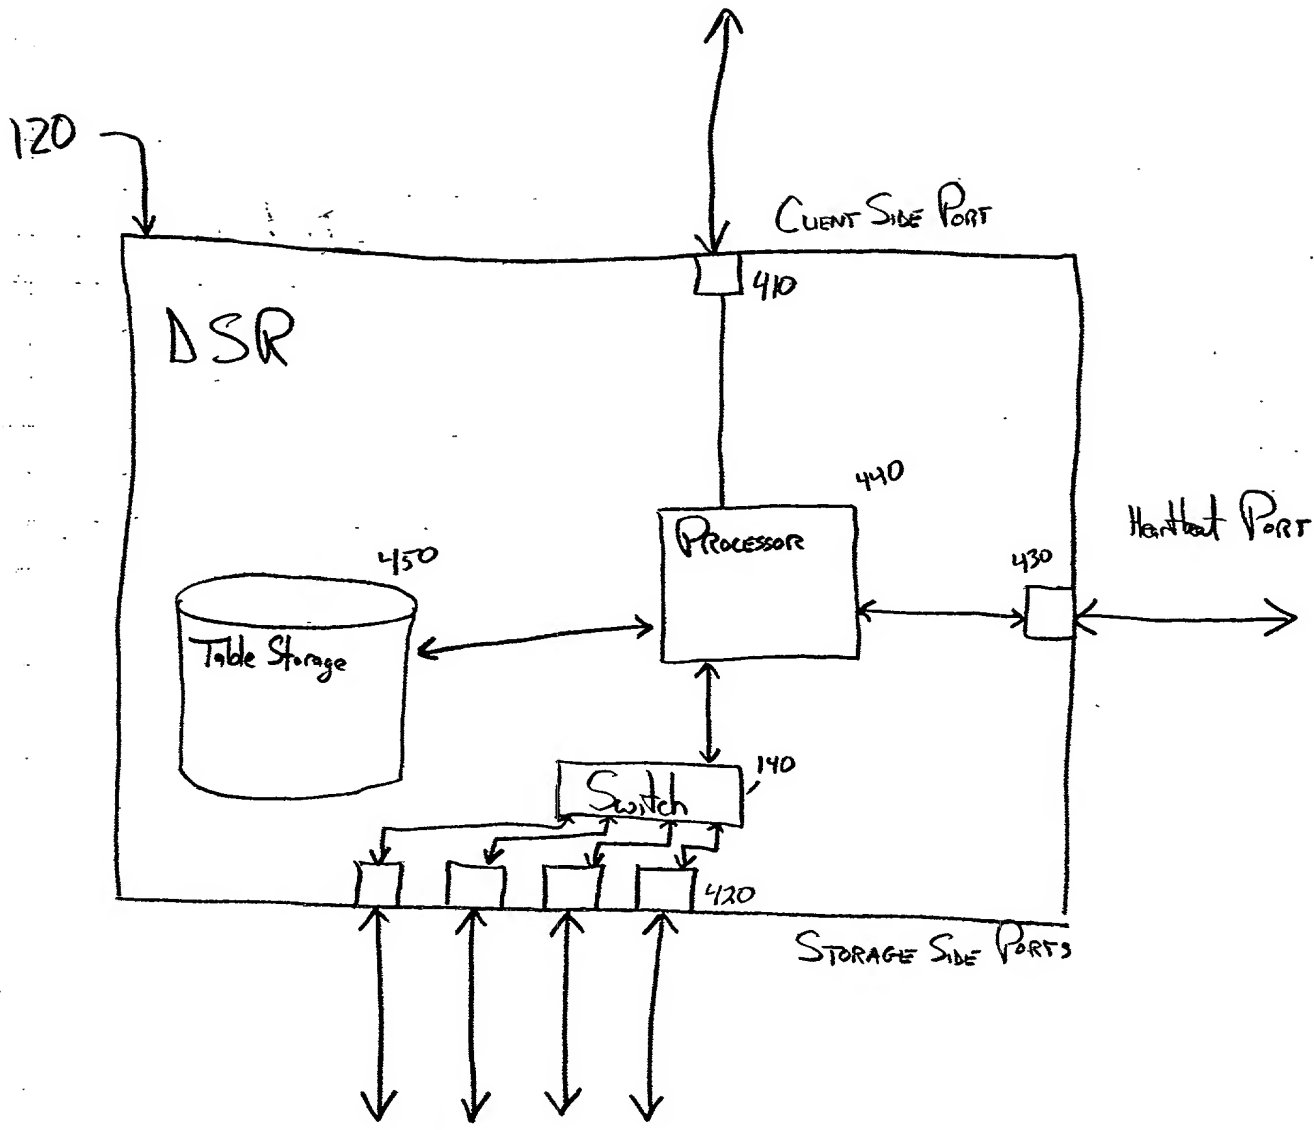 120
CLIENT SIDE PORT
410
DSR
440
PROCESSOR
HeartBeat PORT
430
450
Table Storage
140
Switch
420
STORAGE SIDE PORTS